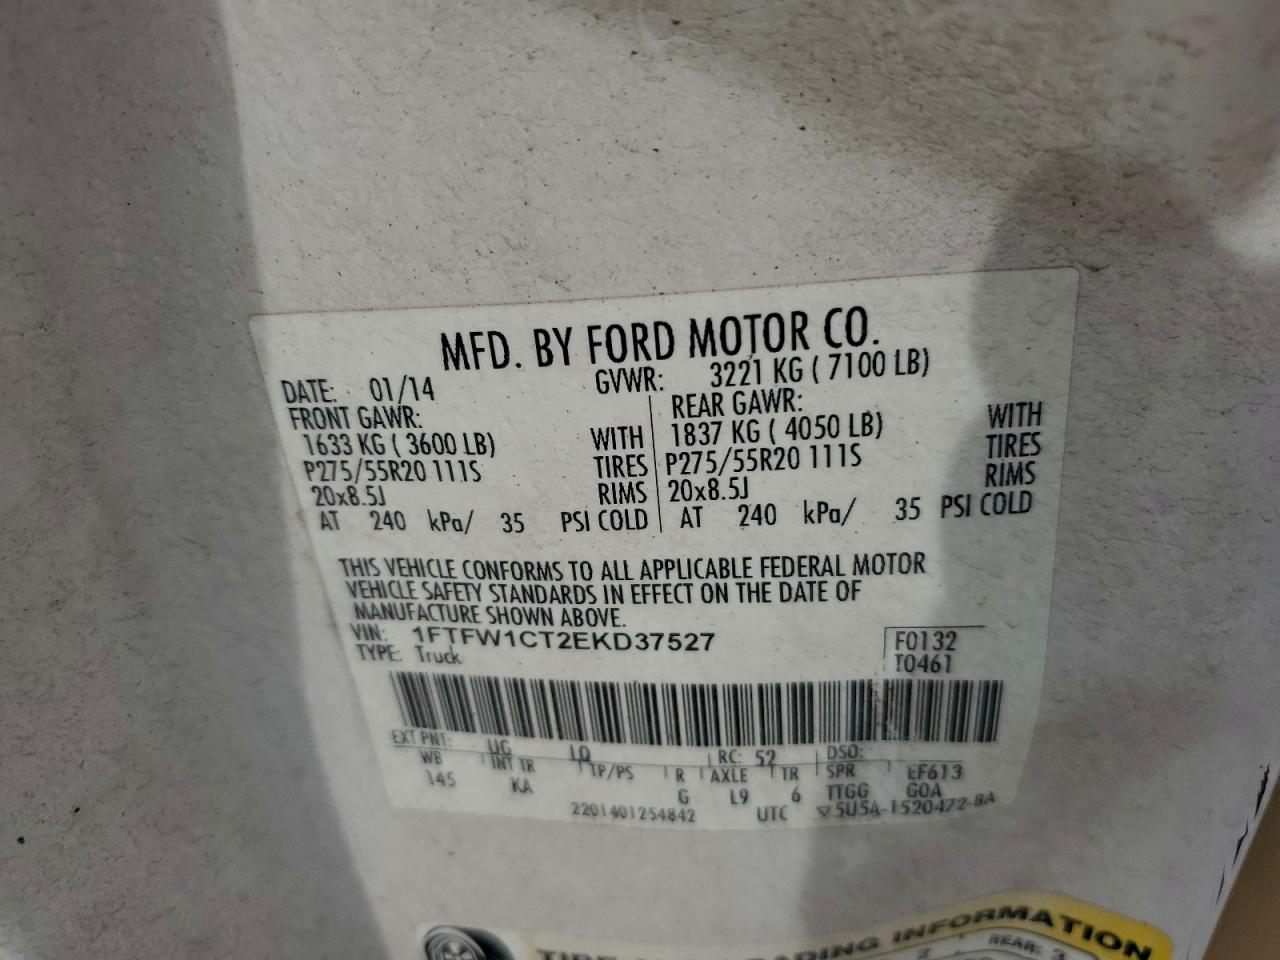 MFD. BY FORD MOTOR CO.
DATE: 01/14 GVWR: 3221 KG ( 7100 LB)
FRONT GAWR: REAR GAWR:
1633 KG ( 3600 LB) WITH 1837 KG ( 4050 LB) WITH
P275/55R20 111S TIRES P275/55R20 111S TIRES
20x8.5J RIMS 20x8.5J RIMS
AT 240 kPa/ 35 PSI COLD AT 240 kPa/ 35 PSI COLD
THIS VEHICLE CONFORMS TO ALL APPLICABLE FEDERAL MOTOR
VEHICLE SAFETY STANDARDS IN EFFECT ON THE DATE OF
MANUFACTURE SHOWN ABOVE.
VIN: 1FTFW1CT2EKD37527 F0132
TYPE: Truck T0461
EXT PNT: UG LQ RC: 52 DSO:
WB INT TR TP/PS R AXLE TR SPR EF613
145 KA G L9 6 TTGG GOA
2201401254842 UTC ▽5U5A-1520472-BA
TIRE LOADING INFORMATION
2 REAR: 3